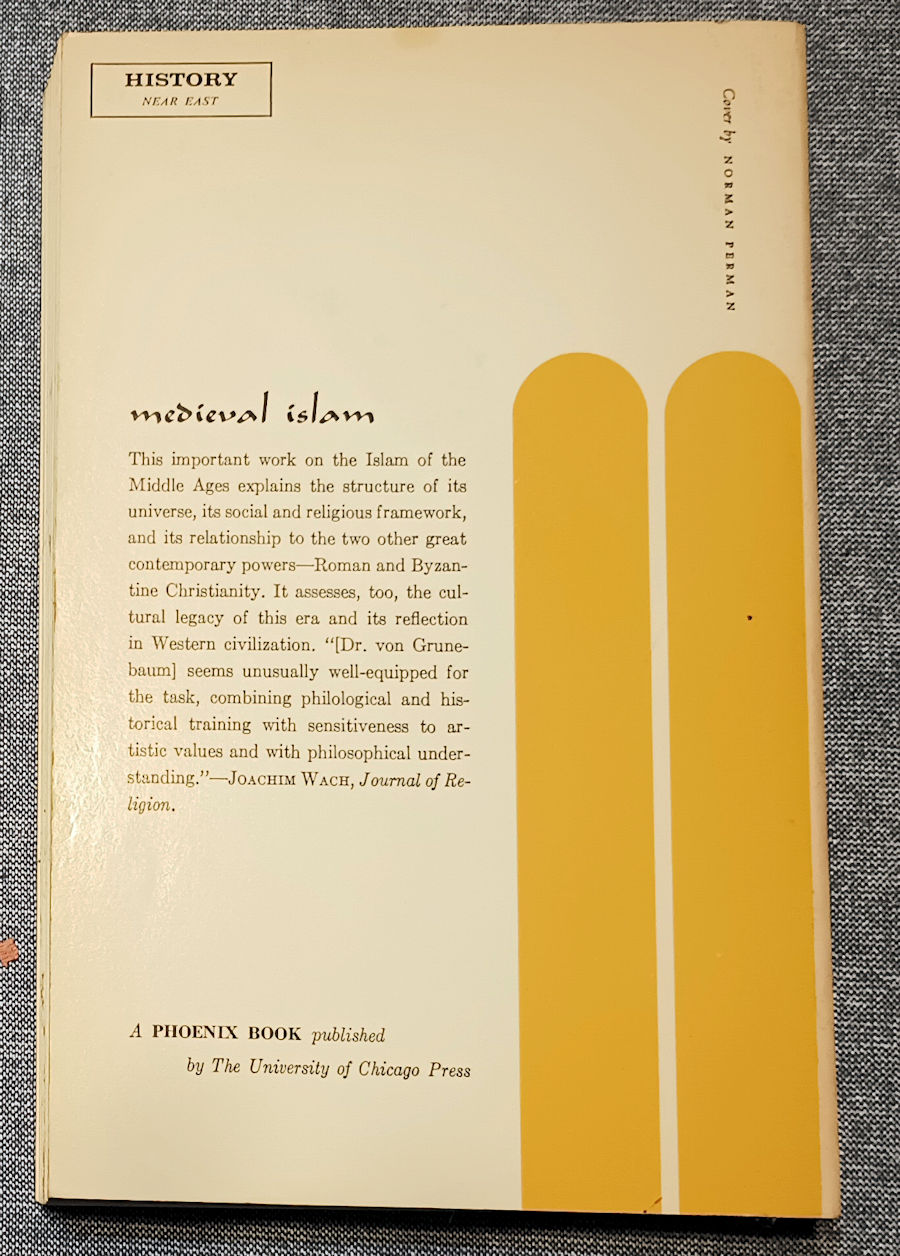 HISTORY
NEAR EAST
Cover by NORMAN PERMAN
medieval islam
This important work on the Islam of the
Middle Ages explains the structure of its
universe, its social and religious framework,
and its relationship to the two other great
contemporary powers—Roman and Byzan-
tine Christianity. It assesses, too, the cul-
tural legacy of this era and its reflection
in Western civilization. “[Dr. von Grune-
baum] seems unusually well-equipped for
the task, combining philological and his-
torical training with sensitiveness to ar-
tistic values and with philosophical under-
standing.”—JOACHIM WACH, Journal of Re-
ligion.
A PHOENIX BOOK published
by The University of Chicago Press